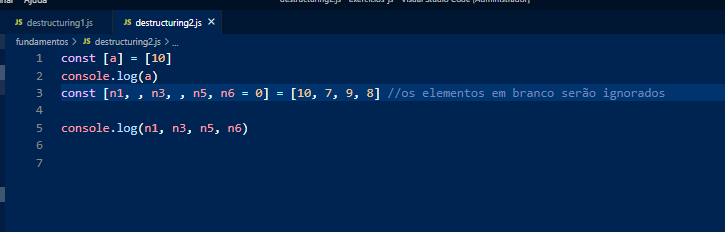 Ajuda
destructuring2.js - exercicios-js - Visual Studio Code [Administrador]
JS destructuring1.js JS destructuring2.js ×
fundamentos > JS destructuring2.js > ...
1 const [a] = [10]
2 console.log(a)
3 const [n1, , n3, , n5, n6 = 0] = [10, 7, 9, 8] //os elementos em branco serão ignorados
4
5 console.log(n1, n3, n5, n6)
6
7